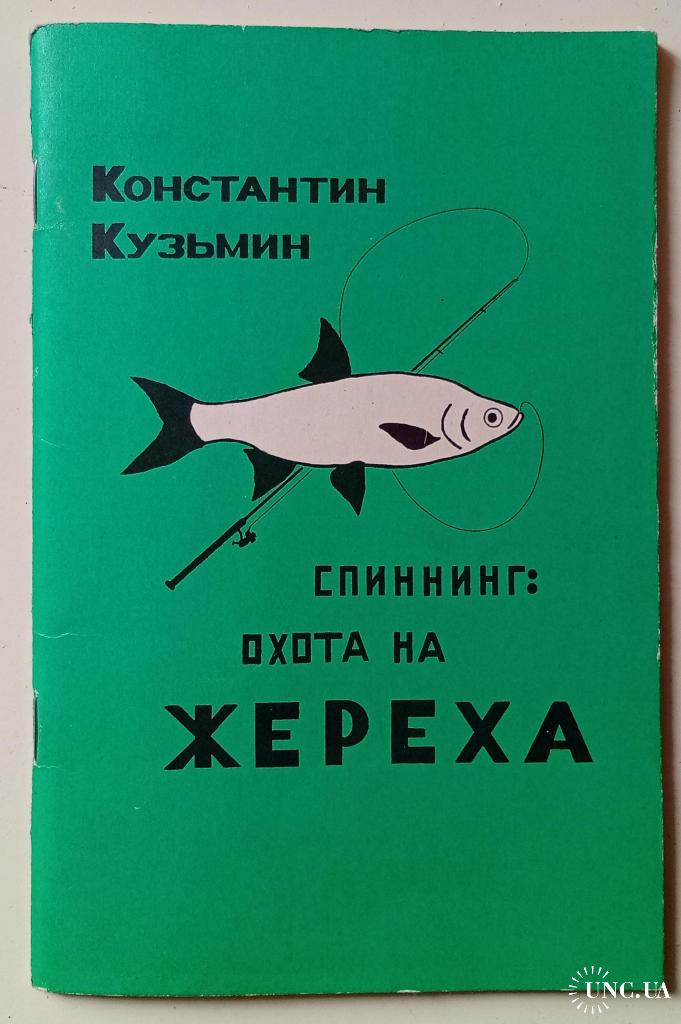 Константин
Кузьмин
СПИННИНГ:
ОХОТА НА
ЖЕРЕХА
UNC.UA